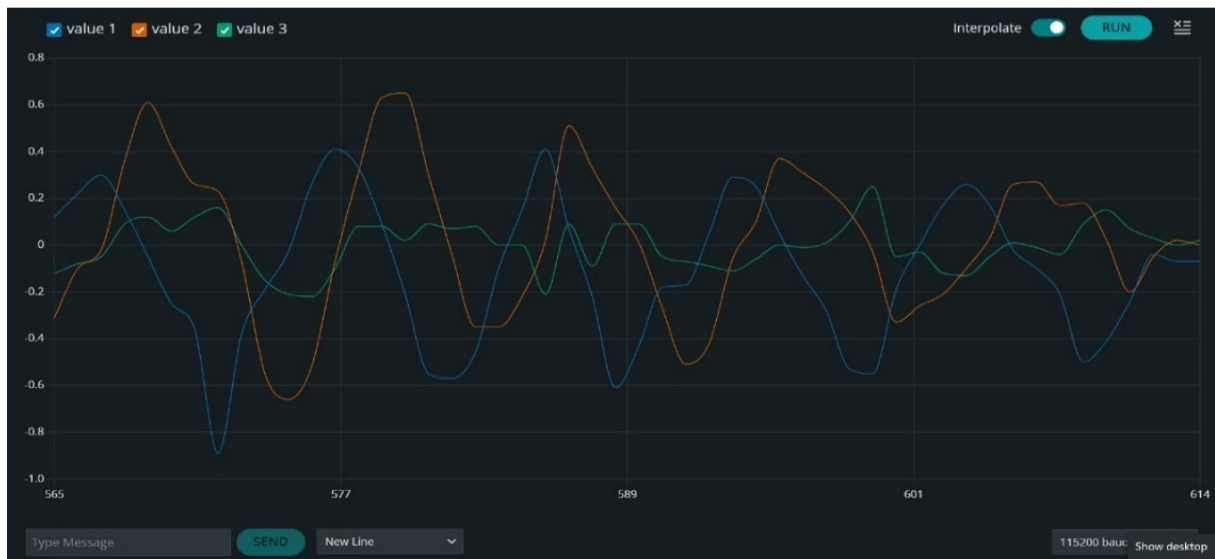 value 1 value 2 value 3 Interpolate RUN
0.8
0.6
0.4
0.2
0
-0.2
-0.4
-0.6
-0.8
-1.0
565 577 589 601 614
Type Message SEND New Line 115200 baud
Show desktop